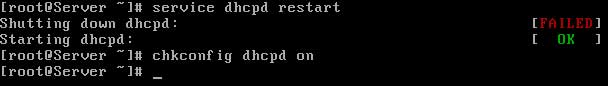 [root@Server ~]# service dhcpd restart
Shutting down dhcpd: [FAILED]
Starting dhcpd: [  OK  ]
[root@Server ~]# chkconfig dhcpd on
[root@Server ~]# _